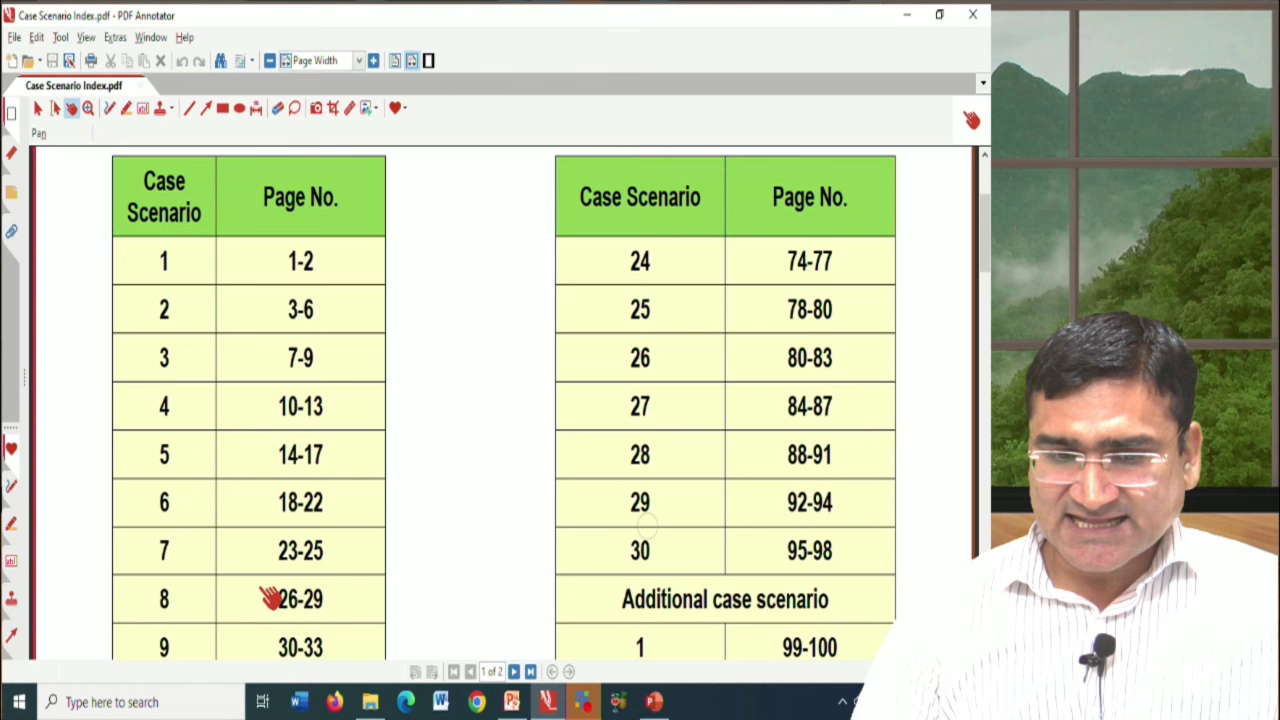 Case Scenario Index.pdf - PDF Annotator
File Edit Tool View Extras Window Help
Page Width
Case Scenario Index.pdf
Pan
Case Scenario Page No.
1 1-2
2 3-6
3 7-9
4 10-13
5 14-17
6 18-22
7 23-25
8 26-29
9 30-33
Case Scenario Page No.
24 74-77
25 78-80
26 80-83
27 84-87
28 88-91
29 92-94
30 95-98
Additional case scenario
1 99-100
1 of 2
Type here to search